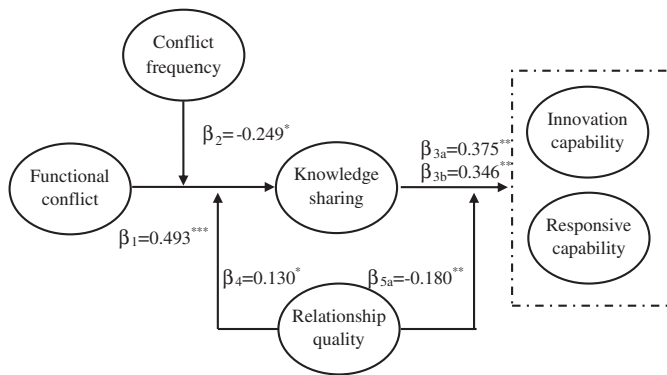 Conflict
frequency
β2=-0.249*
β3a=0.375**
β3b=0.346**
Innovation
capability
Functional
conflict
Knowledge
sharing
β1=0.493***
Responsive
capability
β4=0.130*
β5a=-0.180**
Relationship
quality